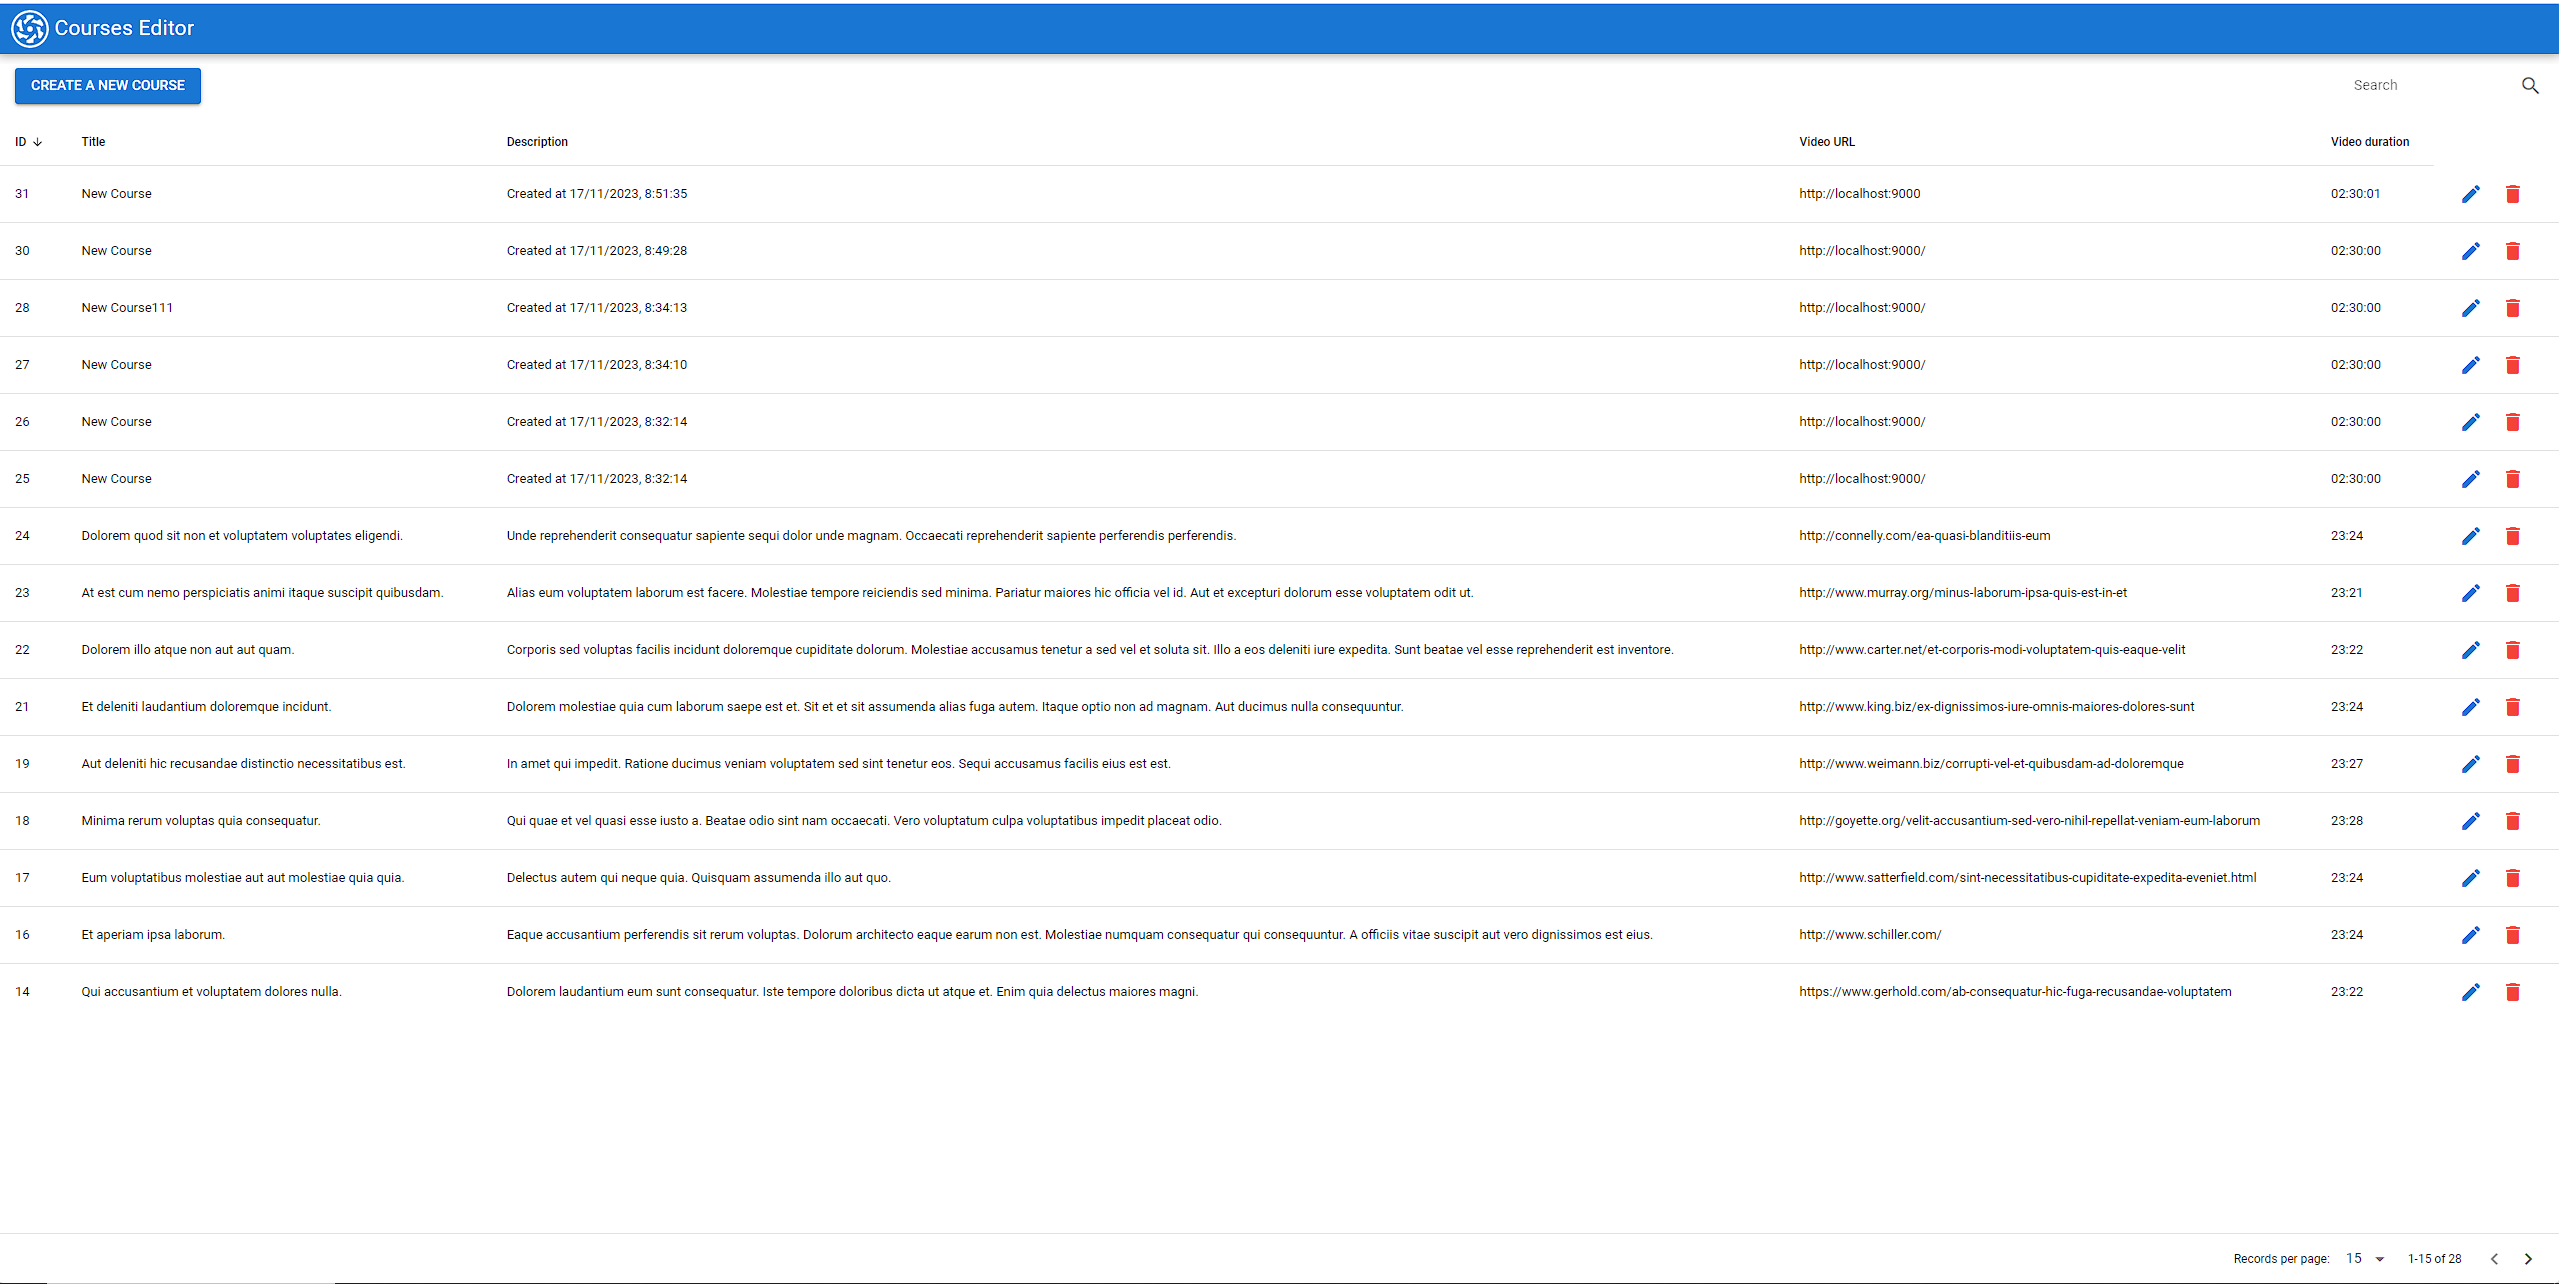 Courses Editor
CREATE A NEW COURSE Search
ID Title Description Video URL Video duration
31 New Course Created at 17/11/2023, 8:51:35 http://localhost:9000 02:30:01
30 New Course Created at 17/11/2023, 8:49:28 http://localhost:9000/ 02:30:00
28 New Course111 Created at 17/11/2023, 8:34:13 http://localhost:9000/ 02:30:00
27 New Course Created at 17/11/2023, 8:34:10 http://localhost:9000/ 02:30:00
26 New Course Created at 17/11/2023, 8:32:14 http://localhost:9000/ 02:30:00
25 New Course Created at 17/11/2023, 8:32:14 http://localhost:9000/ 02:30:00
24 Dolorem quod sit non et voluptatem voluptates eligendi. Unde reprehenderit consequatur sapiente sequi dolor unde magnam. Occaecati reprehenderit sapiente perferendis perferendis. http://connelly.com/ea-quasi-blanditiis-eum 23:24
23 At est cum nemo perspiciatis animi itaque suscipit quibusdam. Alias eum voluptatem laborum est facere. Molestiae tempore reiciendis sed minima. Pariatur maiores hic officia vel id. Aut et excepturi dolorum esse voluptatem odit ut. http://www.murray.org/minus-laborum-ipsa-quis-est-in-et 23:21
22 Dolorem illo atque non aut aut quam. Corporis sed voluptas facilis incidunt doloremque cupiditate dolorum. Molestiae accusamus tenetur a sed vel et soluta sit. Illo a eos deleniti iure expedita. Sunt beatae vel esse reprehenderit est inventore. http://www.carter.net/et-corporis-modi-voluptatem-quis-eaque-velit 23:22
21 Et deleniti laudantium doloremque incidunt. Dolorem molestiae quia cum laborum saepe est et. Sit et et sit assumenda alias fuga autem. Itaque optio non ad magnam. Aut ducimus nulla consequuntur. http://www.king.biz/ex-dignissimos-iure-omnis-maiores-dolores-sunt 23:24
19 Aut deleniti hic recusandae distinctio necessitatibus est. In amet qui impedit. Ratione ducimus veniam voluptatem sed sint tenetur eos. Sequi accusamus facilis eius est est. http://www.weimann.biz/corrupti-vel-et-quibusdam-ad-doloremque 23:27
18 Minima rerum voluptas quia consequatur. Qui quae et vel quasi esse iusto a. Beatae odio sint nam occaecati. Vero voluptatum culpa voluptatibus impedit placeat odio. http://goyette.org/velit-accusantium-sed-vero-nihil-repellat-veniam-eum-laborum 23:28
17 Eum voluptatibus molestiae aut aut molestiae quia quia. Delectus autem qui neque quia. Quisquam assumenda illo aut quo. http://www.satterfield.com/sint-necessitatibus-cupiditate-expedita-eveniet.html 23:24
16 Et aperiam ipsa laborum. Eaque accusantium perferendis sit rerum voluptas. Dolorum architecto eaque earum non est. Molestiae numquam consequatur qui consequuntur. A officiis vitae suscipit aut vero dignissimos est eius. http://www.schiller.com/ 23:24
14 Qui accusantium et voluptatem dolores nulla. Dolorem laudantium eum sunt consequatur. Iste tempore doloribus dicta ut atque et. Enim quia delectus maiores magni. https://www.gerhold.com/ab-consequatur-hic-fuga-recusandae-voluptatem 23:22
Records per page: 15 1-15 of 28